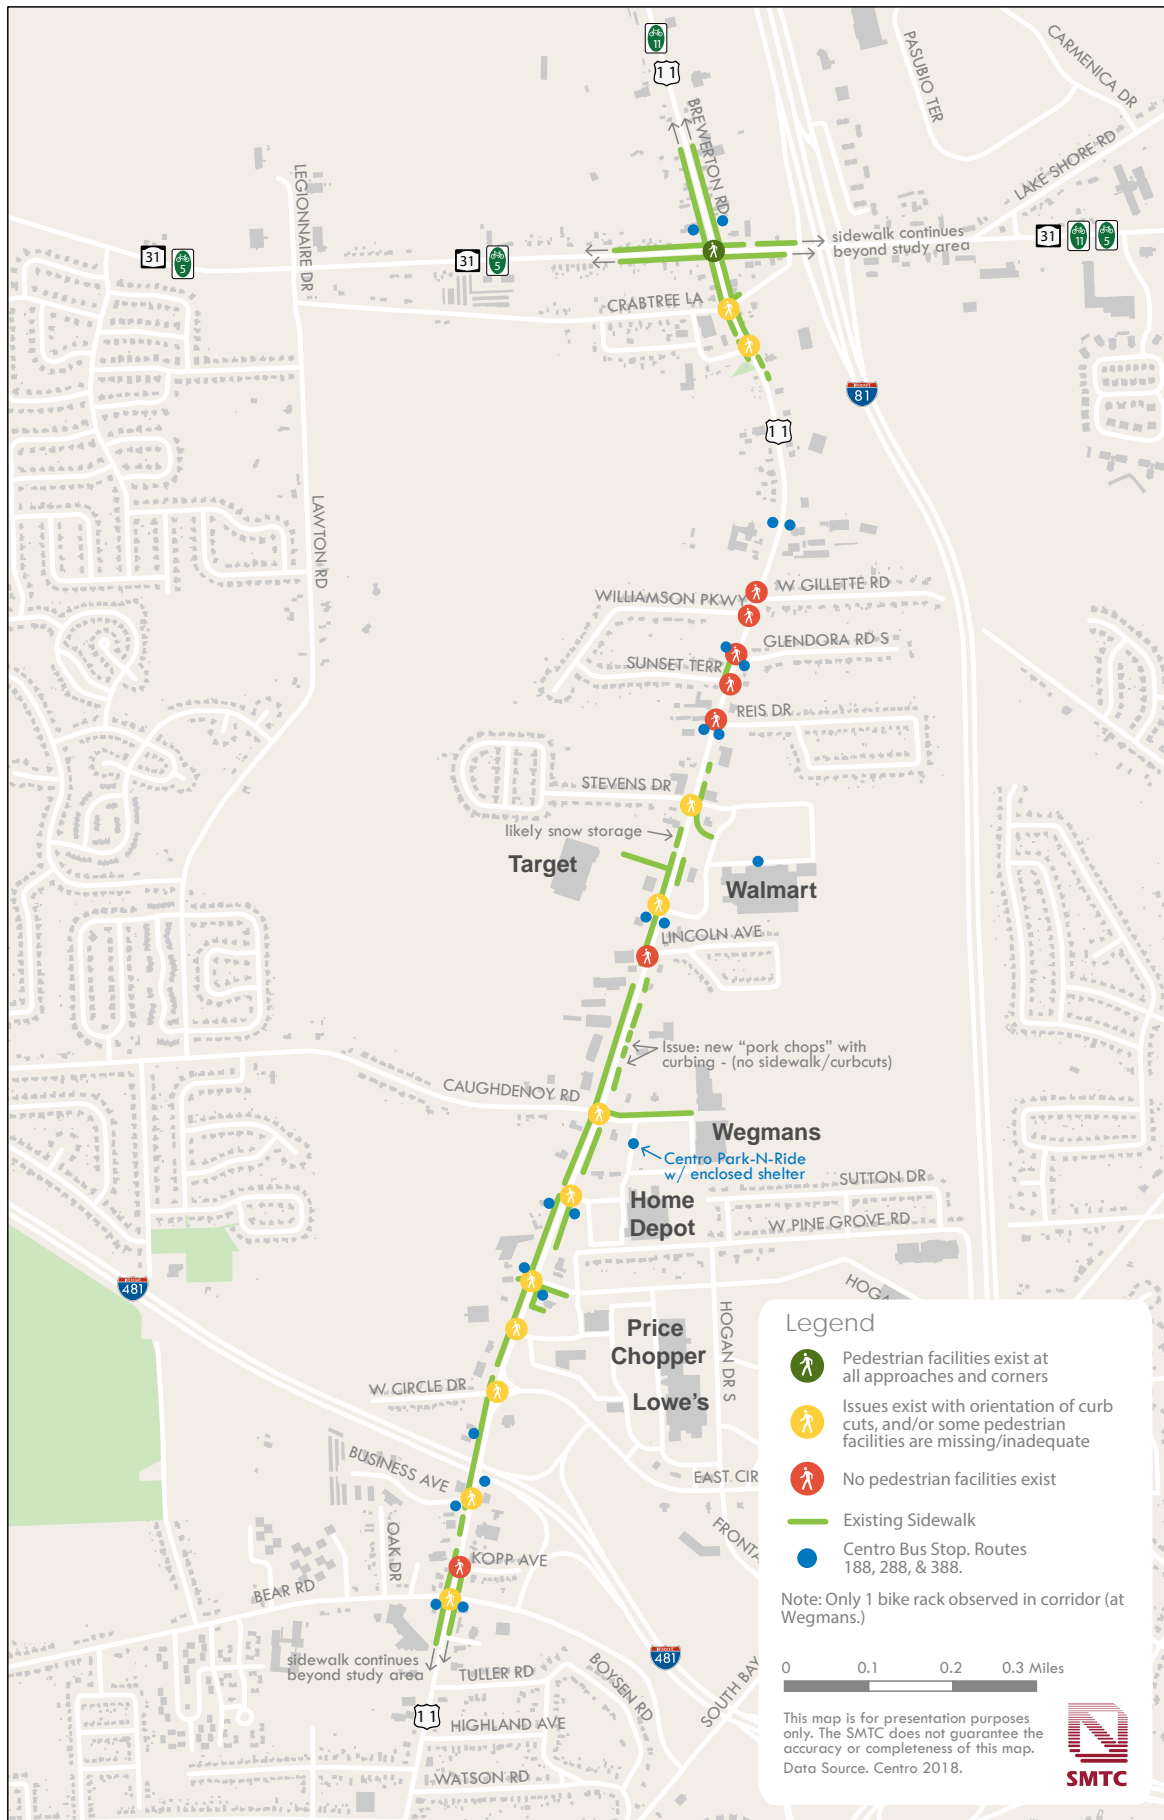 11
11
BREWERTON RD
PASUBIO TER
CARMENICA DR
LAKE SHORE RD
LEGIONNAIRE DR
31
5
31
5
sidewalk continues
beyond study area
31
11
5
CRABTREE LA
81
11
LAWTON RD
W GILLETTE RD
WILLIAMSON PKWY
GLENDORA RD S
SUNSET TERR
REIS DR
STEVENS DR
likely snow storage
Target
Walmart
LINCOLN AVE
Issue: new “pork chops” with
curbing - (no sidewalk/curbcuts)
CAUGHDENOY RD
Wegmans
Centro Park-N-Ride
w/ enclosed shelter
SUTTON DR
Home
Depot
W PINE GROVE RD
481
HOGAN
HOGAN DR S
Price
Chopper
W CIRCLE DR
Lowe's
BUSINESS AVE
EAST CIR
FRONTA
OAK DR
KOPP AVE
BEAR RD
sidewalk continues
beyond study area
TULLER RD
BOYSEN RD
481
SOUTH BAY
11
HIGHLAND AVE
WATSON RD
Legend
Pedestrian facilities exist at
all approaches and corners
Issues exist with orientation of curb
cuts, and/or some pedestrian
facilities are missing/inadequate
No pedestrian facilities exist
Existing Sidewalk
Centro Bus Stop. Routes
188, 288, & 388.
Note: Only 1 bike rack observed in corridor (at
Wegmans.)
0 0.1 0.2 0.3 Miles
This map is for presentation purposes
only. The SMTC does not guarantee the
accuracy or completeness of this map.
Data Source. Centro 2018.
SMTC